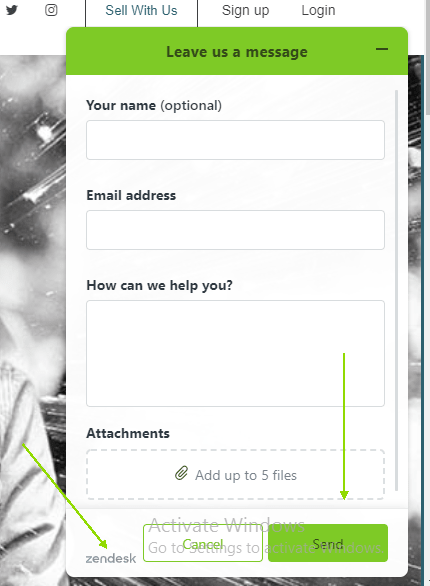 Sell With Us Sign up Login
Leave us a message
Your name (optional)
Email address
How can we help you?
Attachments
Add up to 5 files
Activate Windows
Cancel Send
Go to Settings to activate Windows.
zendesk